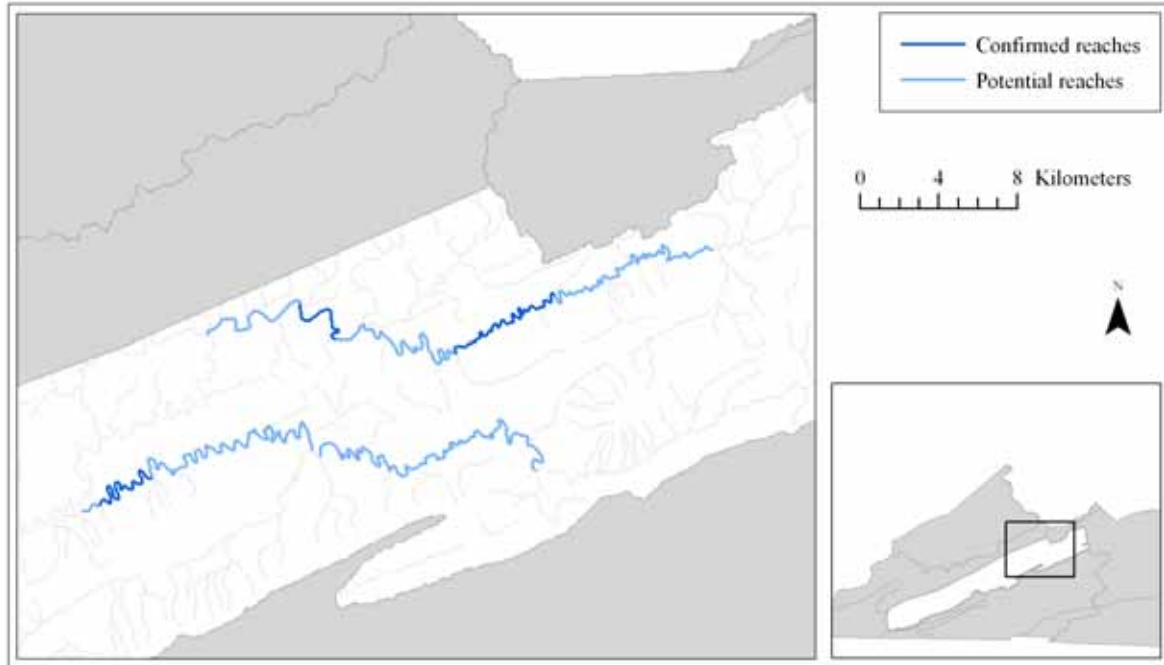 Confirmed reaches
Potential reaches
0 4 8 Kilometers
N